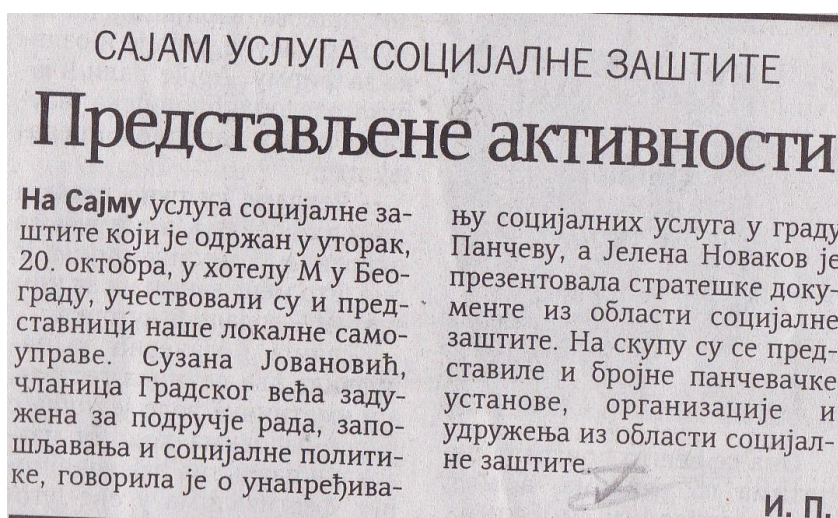 САЈАМ УСЛУГА СОЦИЈАЛНЕ ЗАШТИТЕ
Представљене активности
На Сајму услуга социјалне за-
штите који је одржан у уторак,
20. октобра, у хотелу М у Бео-
граду, учествовали су и пред-
ставници наше локалне само-
управе. Сузана Јовановић,
чланица Градског већа заду-
жена за подручје рада, запо-
шљавања и социјалне полити-
ке, говорила је о унапређива-
њу социјалних услуга у граду
Панчеву, а Јелена Новаков је
презентовала стратешке доку-
менте из области социјалне
заштите. На скупу су се пред-
ставиле и бројне панчевачке
установе, организације и
удружења из области социјал-
не заштите.
И. П.